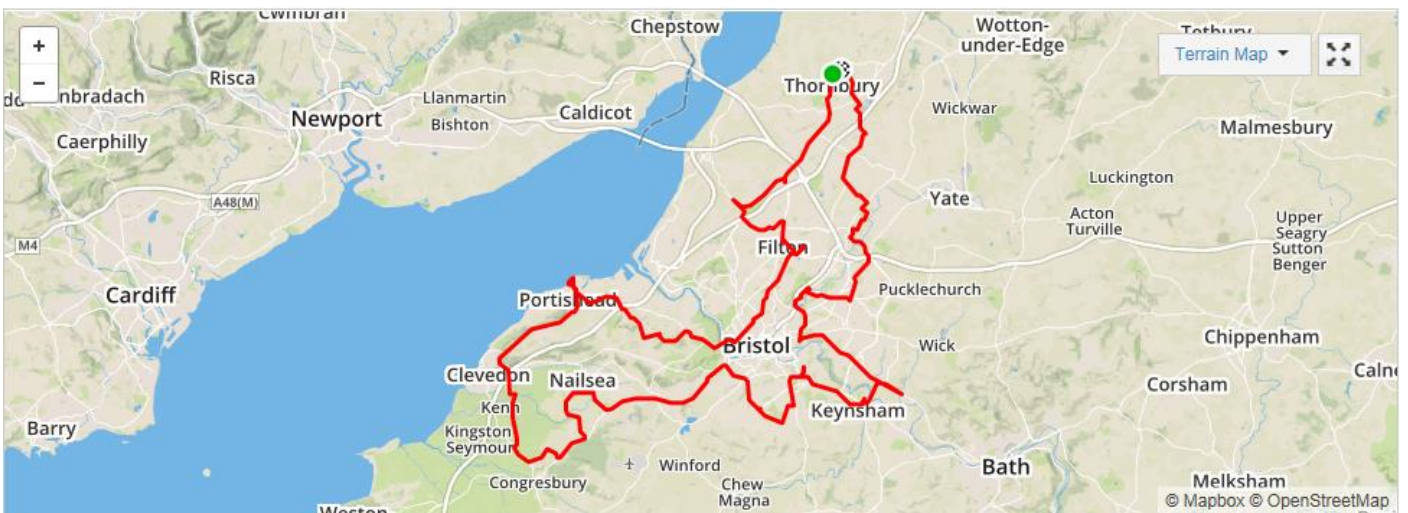 Cwmbran
Chepstow
Wotton-
under-Edge
Tetbury
+
Terrain Map
−
Risca
Thornbury
enbradach
Llanmartin
Wickwar
Newport
Caldicot
Bishton
Malmesbury
Caerphilly
Luckington
A48(M)
Yate
Acton
Turville
Upper
Seagry
Sutton
Benger
M4
Filton
Cardiff
Portishead
Pucklechurch
Bristol
Wick
Chippenham
Clevedon
Nailsea
Corsham
Kenn
Keynsham
Barry
Kingston
Seymour
Winford
Bath
Congresbury
Chew
Magna
Melksham
Weston
© Mapbox © OpenStreetMap